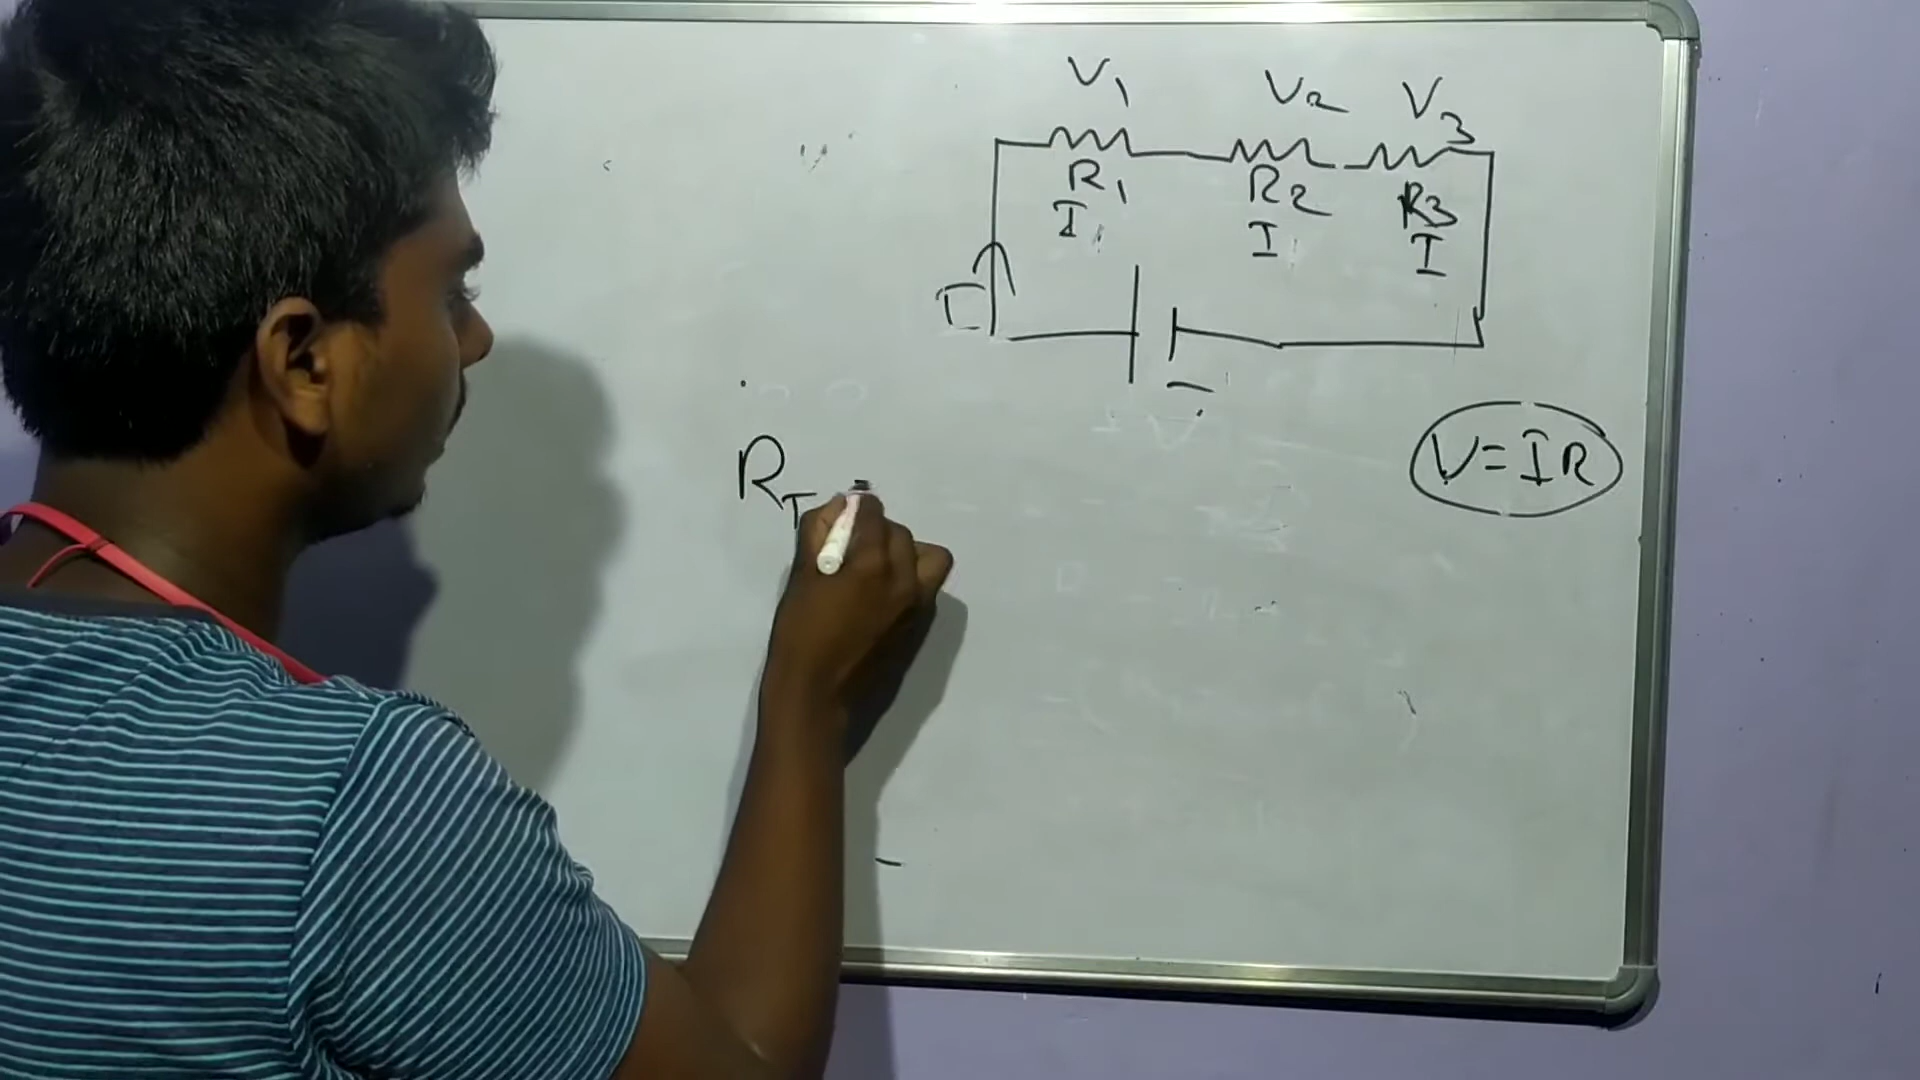 V1 V2 V3
R1 R2 R3
I I I
I
V=IR
RT =